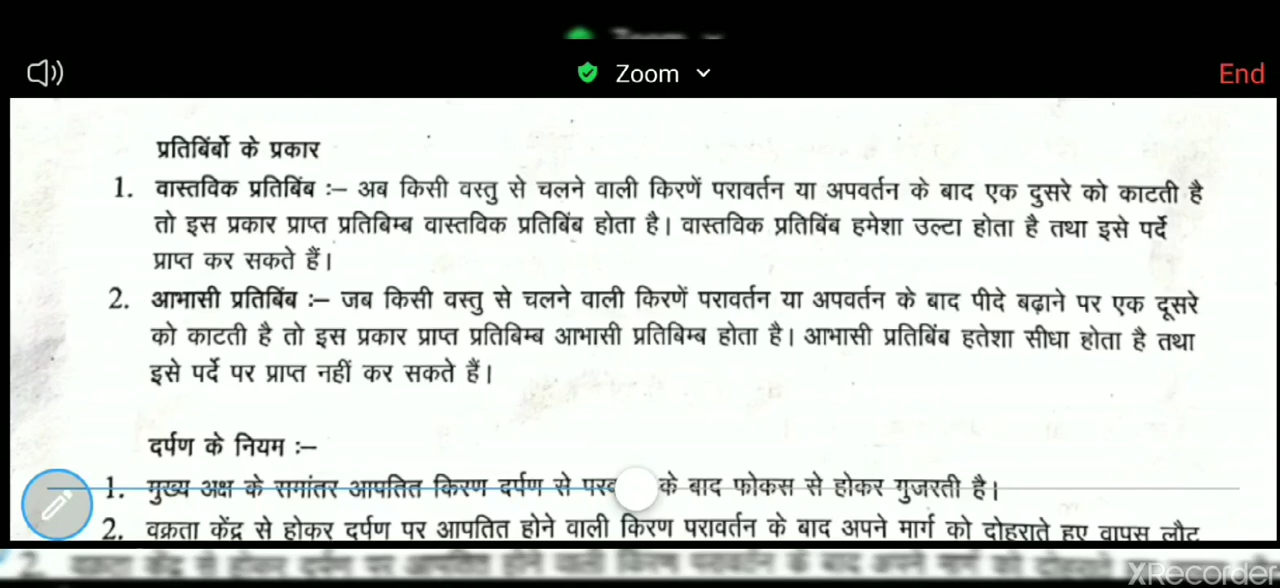 Zoom
End
प्रतिबिंबों के प्रकार
1. वास्तविक प्रतिबिंब :– अब किसी वस्तु से चलने वाली किरणें परावर्तन या अपवर्तन के बाद एक दुसरे को काटती है
तो इस प्रकार प्राप्त प्रतिबिम्ब वास्तविक प्रतिबिंब होता है। वास्तविक प्रतिबिंब हमेशा उल्टा होता है तथा इसे पर्दे
प्राप्त कर सकते हैं।
2. आभासी प्रतिबिंब :– जब किसी वस्तु से चलने वाली किरणें परावर्तन या अपवर्तन के बाद पीदे बढ़ाने पर एक दूसरे
को काटती है तो इस प्रकार प्राप्त प्रतिबिम्ब आभासी प्रतिबिम्ब होता है। आभासी प्रतिबिंब हतेशा सीधा होता है तथा
इसे पर्दे पर प्राप्त नहीं कर सकते हैं।
दर्पण के नियम :–
1. मुख्य अक्ष के समांतर आपतित किरण दर्पण से के बाद फोकस से होकर गुजरती है।
2. वक्रता केंद्र से होकर दर्पण पर आपतित होने वाली किरण परावर्तन के बाद अपने मार्ग को दोहराते हुए वापस लौट
XRecorder